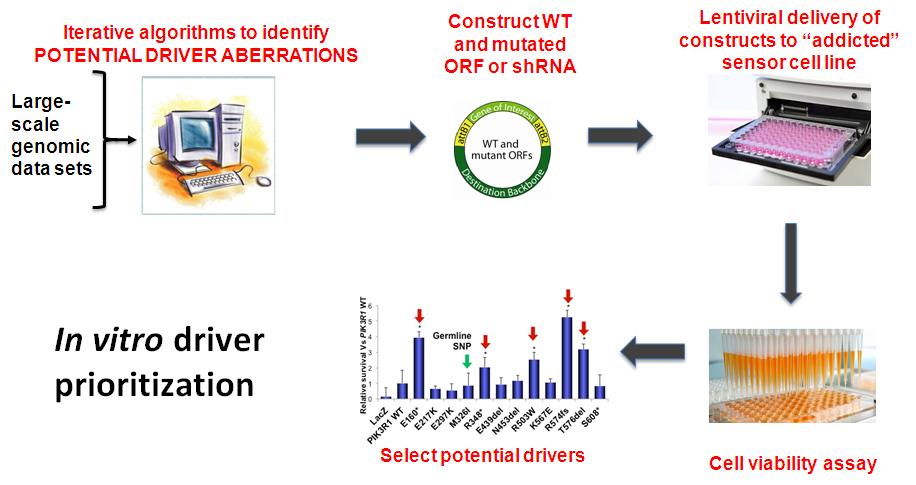 Iterative algorithms to identify
POTENTIAL DRIVER ABERRATIONS
Large-
scale
genomic
data sets
Construct WT
and mutated
ORF or shRNA
attB1
Gene of Interest
attB2
WT and
mutant ORFs
Destination Backbone
Lentiviral delivery of
constructs to “addicted”
sensor cell line
Cell viability assay
Relative survival Vs PIK3R1 WT
6
5
4
3
2
1
0
Germline
SNP
*
*
*
*
*
LacZ
PIK3R1 WT
E160*
E217K
E297K
M326I
R348*
E439del
N453del
R503W
K567E
R574fs
T576del
S608*
Select potential drivers
In vitro driver
prioritization